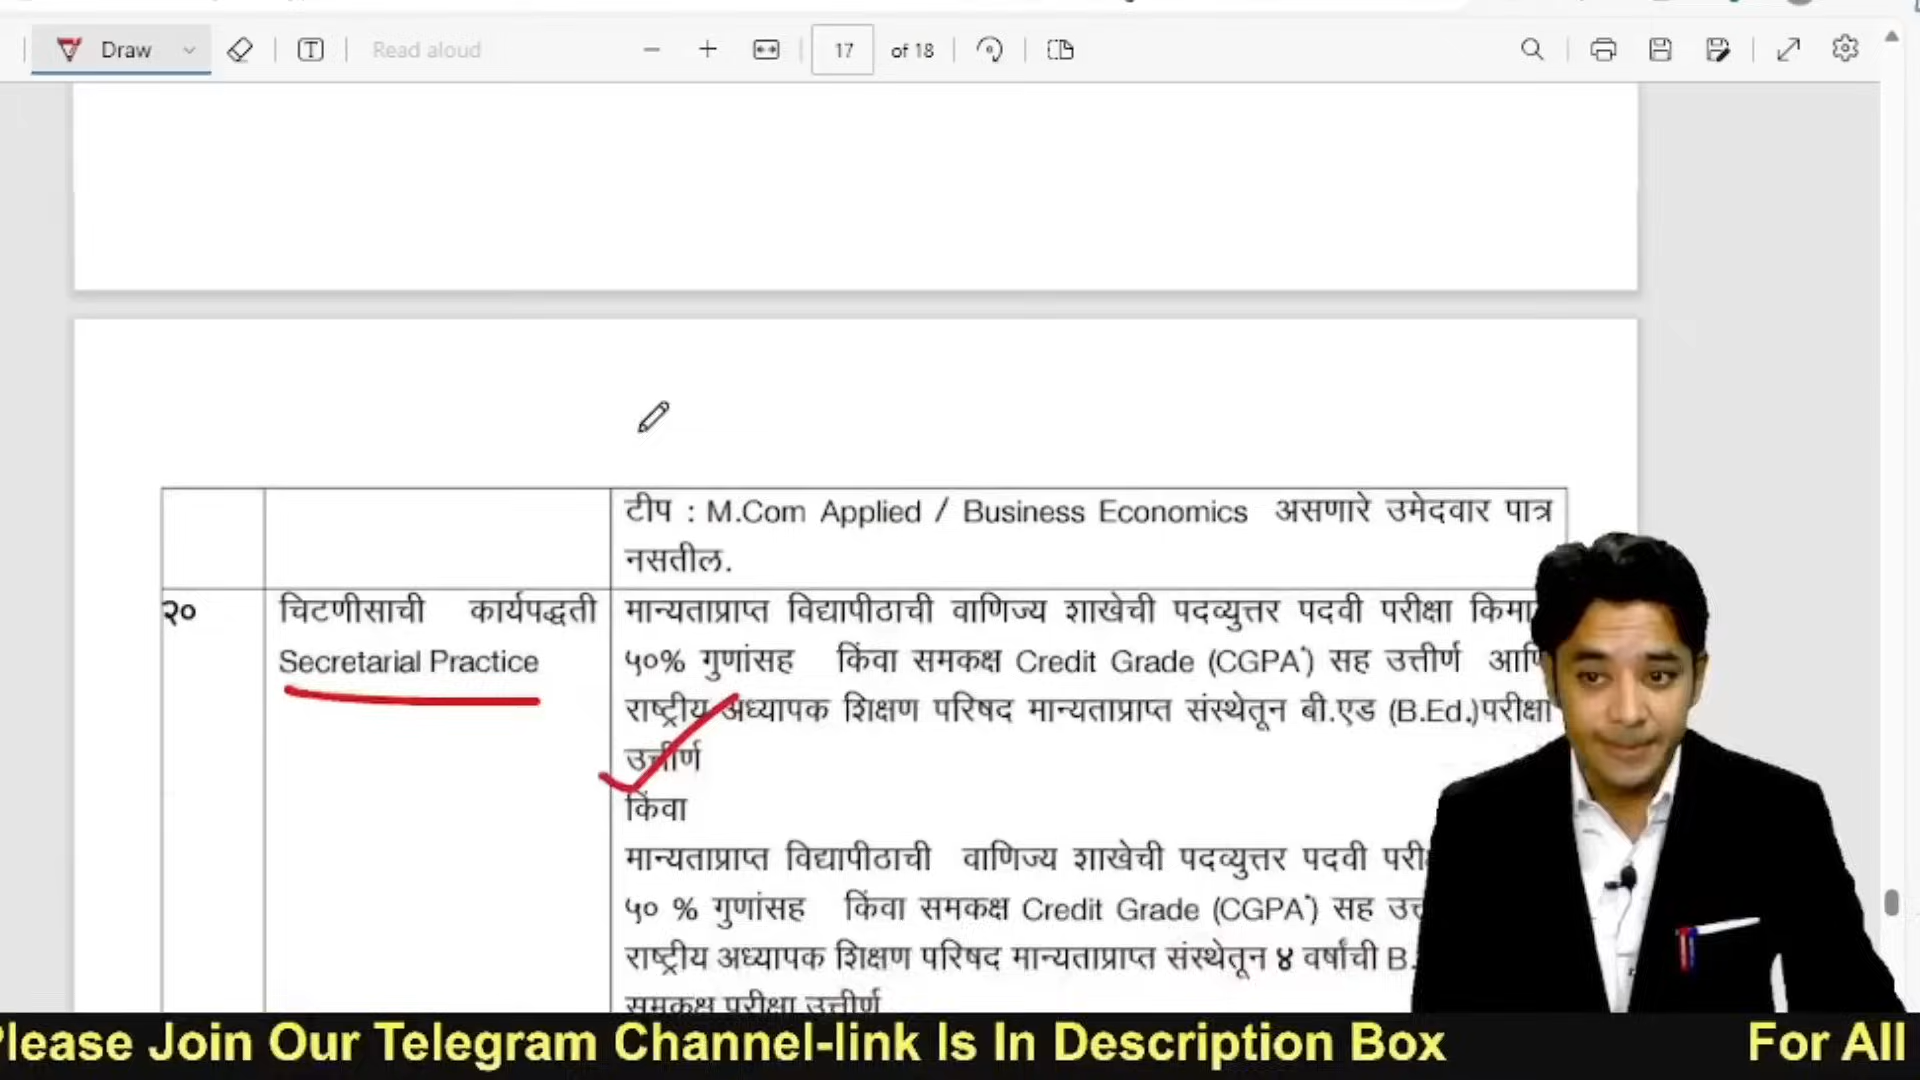 Draw
Read aloud
17 of 18
टीप : M.Com Applied / Business Economics असणारे उमेदवार पात्र
नसतील.
२० चिटणीसाची कार्यपद्धती मान्यताप्राप्त विद्यापीठाची वाणिज्य शाखेची पदव्युत्तर पदवी परीक्षा
Secretarial Practice ५०% गुणांसह किंवा समकक्ष Credit Grade (CGPA*) सह उत्तीर्ण
राष्ट्रीय अध्यापक शिक्षण परिषद मान्यताप्राप्त संस्थेतून बी.एड (B.Ed.)परीक्षा
उत्तीर्ण
किंवा
मान्यताप्राप्त विद्यापीठाची वाणिज्य शाखेची पदव्युत्तर पदवी
५० % गुणांसह किंवा समकक्ष Credit Grade (CGPA*) सह
राष्ट्रीय अध्यापक शिक्षण परिषद मान्यताप्राप्त संस्थेतून ४ वर्षांची B.
समकक्ष परीक्षा उत्तीर्ण
Please Join Our Telegram Channel-link Is In Description Box For All